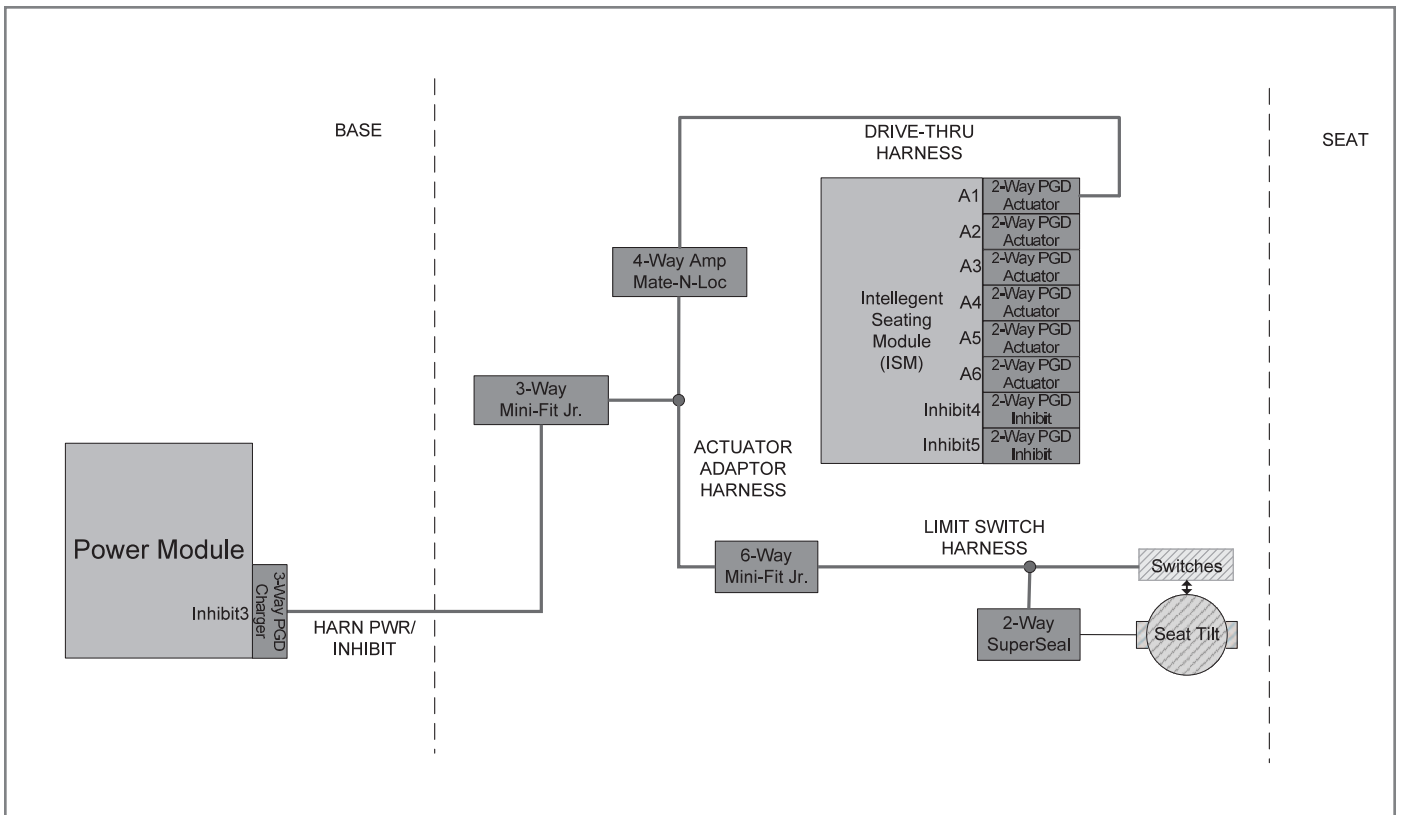 BASE
SEAT
DRIVE-THRU
HARNESS
4-Way Amp
Mate-N-Loc
Intellegent
Seating
Module
(ISM)
A1
2-Way PGD
Actuator
A2
2-Way PGD
Actuator
A3
2-Way PGD
Actuator
A4
2-Way PGD
Actuator
A5
2-Way PGD
Actuator
A6
2-Way PGD
Actuator
Inhibit4
2-Way PGD
Inhibit
Inhibit5
2-Way PGD
Inhibit
3-Way
Mini-Fit Jr.
ACTUATOR
ADAPTOR
HARNESS
Power Module
Inhibit3
3-Way PGD
Charger
HARN PWR/
INHIBIT
6-Way
Mini-Fit Jr.
LIMIT SWITCH
HARNESS
Switches
2-Way
SuperSeal
Seat Tilt